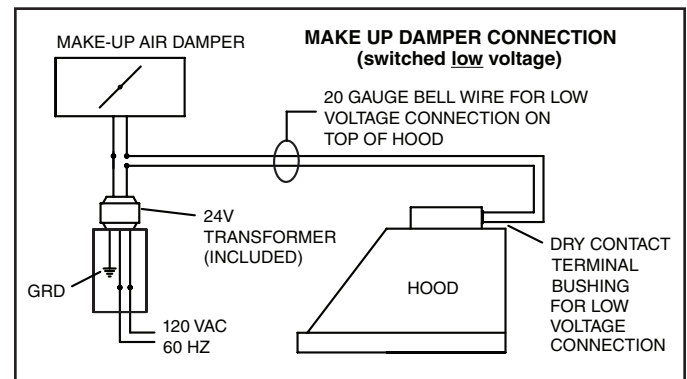 MAKE-UP AIR DAMPER
MAKE UP DAMPER CONNECTION
(switched low voltage)
20 GAUGE BELL WIRE FOR LOW
VOLTAGE CONNECTION ON
TOP OF HOOD
24V
TRANSFORMER
(INCLUDED)
GRD
120 VAC
60 HZ
HOOD
DRY CONTACT
TERMINAL
BUSHING
FOR LOW
VOLTAGE
CONNECTION